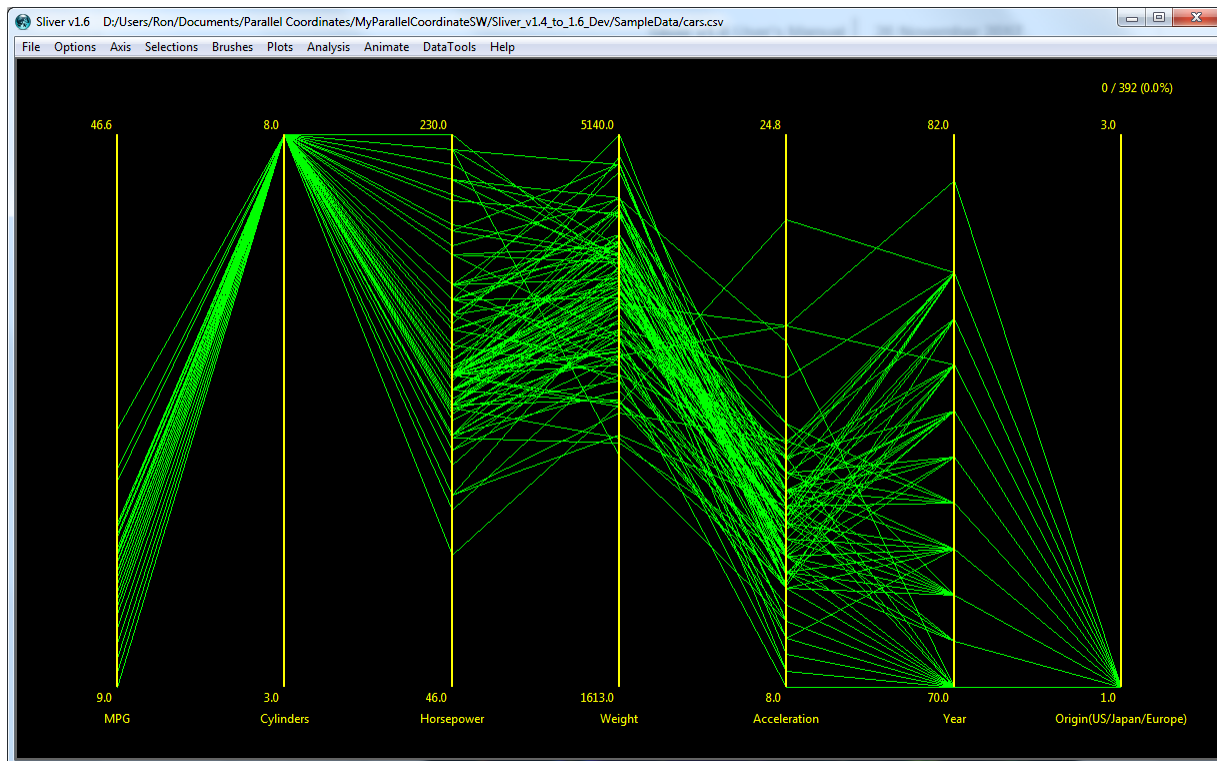 Sliver v1.6 D:/Users/Ron/Documents/Parallel Coordinates/MyParallelCoordinateSW/Sliver_v1.4_to_1.6_Dev/SampleData/cars.csv
File Options Axis Selections Brushes Plots Analysis Animate DataTools Help
0 / 392 (0.0%)
46.6 8.0 230.0 5140.0 24.8 82.0 3.0
9.0 3.0 46.0 1613.0 8.0 70.0 1.0
MPG Cylinders Horsepower Weight Acceleration Year Origin(US/Japan/Europe)